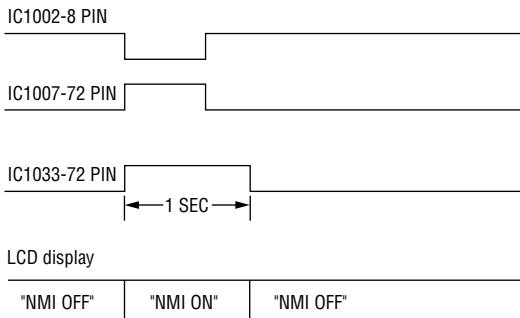 IC1002-8 PIN
IC1007-72 PIN
IC1033-72 PIN
1 SEC
LCD display
"NMI OFF" "NMI ON" "NMI OFF"